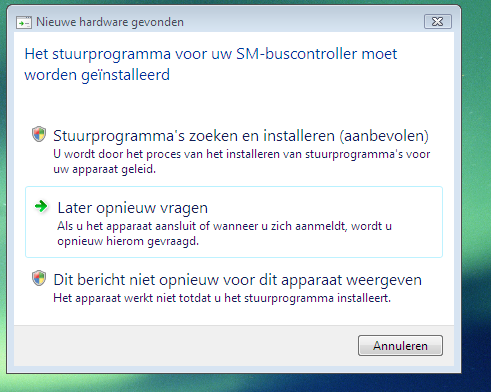 Nieuwe hardware gevonden
Het stuurprogramma voor uw SM-buscontroller moet
worden geïnstalleerd
Stuurprogramma's zoeken en installeren (aanbevolen)
U wordt door het proces van het installeren van stuurprogramma's voor
uw apparaat geleid.
Later opnieuw vragen
Als u het apparaat aansluit of wanneer u zich aanmeldt, wordt u
opnieuw hierom gevraagd.
Dit bericht niet opnieuw voor dit apparaat weergeven
Het apparaat werkt niet totdat u het stuurprogramma installeert.
Annuleren